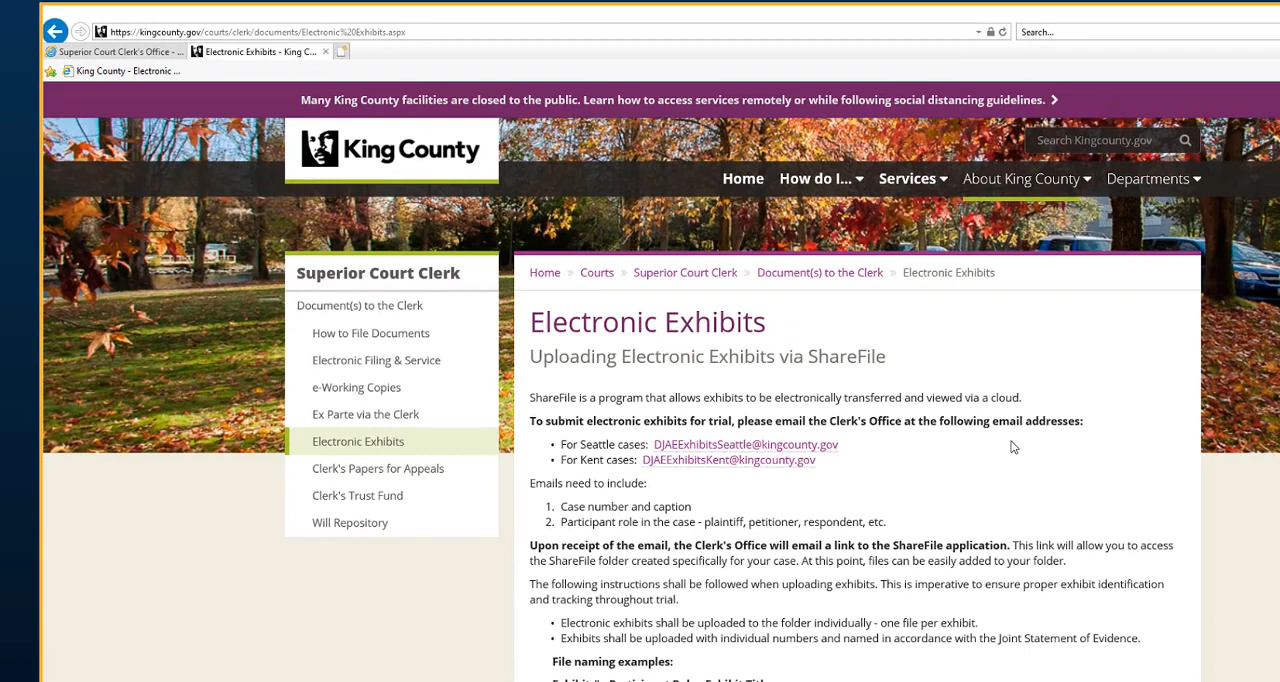 https://kingcounty.gov/courts/clerk/documents/Electronic%20Exhibits.aspx
Search...
Superior Court Clerk's Office - ...
Electronic Exhibits - King C...
King County - Electronic ...
Many King County facilities are closed to the public. Learn how to access services remotely or while following social distancing guidelines.
King County
Search Kingcounty.gov
Home How do I... Services About King County Departments
Superior Court Clerk
Document(s) to the Clerk
How to File Documents
Electronic Filing & Service
e-Working Copies
Ex Parte via the Clerk
Electronic Exhibits
Clerk's Papers for Appeals
Clerk's Trust Fund
Will Repository
Home » Courts » Superior Court Clerk » Document(s) to the Clerk » Electronic Exhibits
Electronic Exhibits
Uploading Electronic Exhibits via ShareFile
ShareFile is a program that allows exhibits to be electronically transferred and viewed via a cloud.
To submit electronic exhibits for trial, please email the Clerk's Office at the following email addresses:
• For Seattle cases: DJAEExhibitsSeattle@kingcounty.gov
• For Kent cases: DJAEExhibitsKent@kingcounty.gov
Emails need to include:
1. Case number and caption
2. Participant role in the case - plaintiff, petitioner, respondent, etc.
Upon receipt of the email, the Clerk's Office will email a link to the ShareFile application. This link will allow you to access
the ShareFile folder created specifically for your case. At this point, files can be easily added to your folder.
The following instructions shall be followed when uploading exhibits. This is imperative to ensure proper exhibit identification
and tracking throughout trial.
• Electronic exhibits shall be uploaded to the folder individually - one file per exhibit.
• Exhibits shall be uploaded with individual numbers and named in accordance with the Joint Statement of Evidence.
File naming examples: